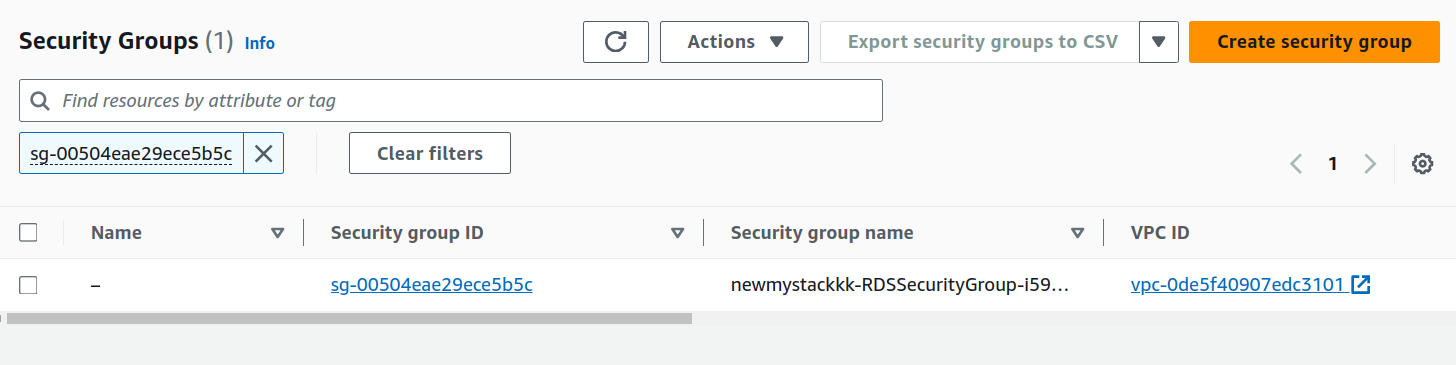 Security Groups (1) Info
Actions
Export security groups to CSV
Create security group
Find resources by attribute or tag
sg-00504eae29ece5b5c
Clear filters
1
Name
Security group ID
Security group name
VPC ID
–
sg-00504eae29ece5b5c
newmystackkk-RDSSecurityGroup-i59…
vpc-0de5f40907edc3101